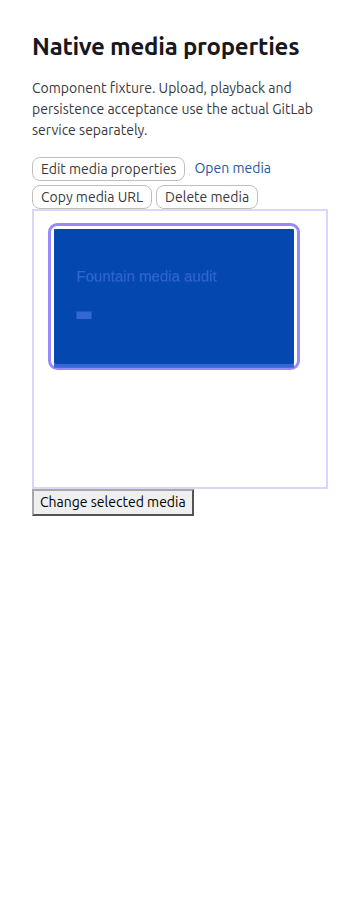 Native media properties
Component fixture. Upload, playback and
persistence acceptance use the actual GitLab
service separately.
Edit media properties Open media
Copy media URL Delete media
Fountain media audit
Change selected media